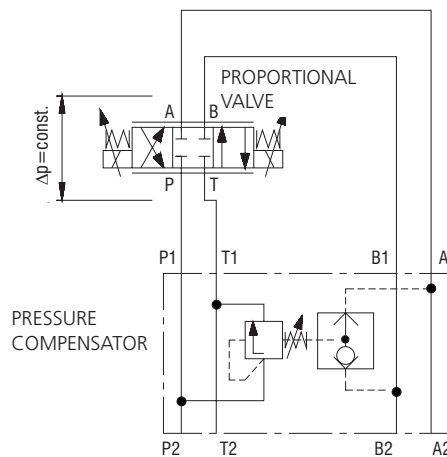 PROPORTIONAL
VALVE
A B
Δp=const.
P T
P1 T1 B1 A
PRESSURE
COMPENSATOR
P2 T2 B2 A2